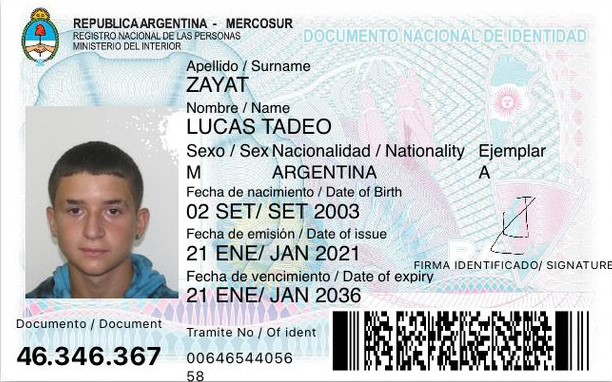 REPUBLICA ARGENTINA - MERCOSUR
REGISTRO NACIONAL DE LAS PERSONAS
MINISTERIO DEL INTERIOR
DOCUMENTO NACIONAL DE IDENTIDAD
Apellido / Surname
ZAYAT
Nombre / Name
LUCAS TADEO
Sexo / Sex Nacionalidad / Nationality Ejemplar
M ARGENTINA A
Fecha de nacimiento / Date of Birth
02 SET/ SET 2003
Fecha de emisión / Date of issue
21 ENE/ JAN 2021
FIRMA IDENTIFICADO/ SIGNATURE
Fecha de vencimiento / Date of expiry
21 ENE/ JAN 2036
Documento / Document
46.346.367
Tramite No / Of ident
00646544056
58